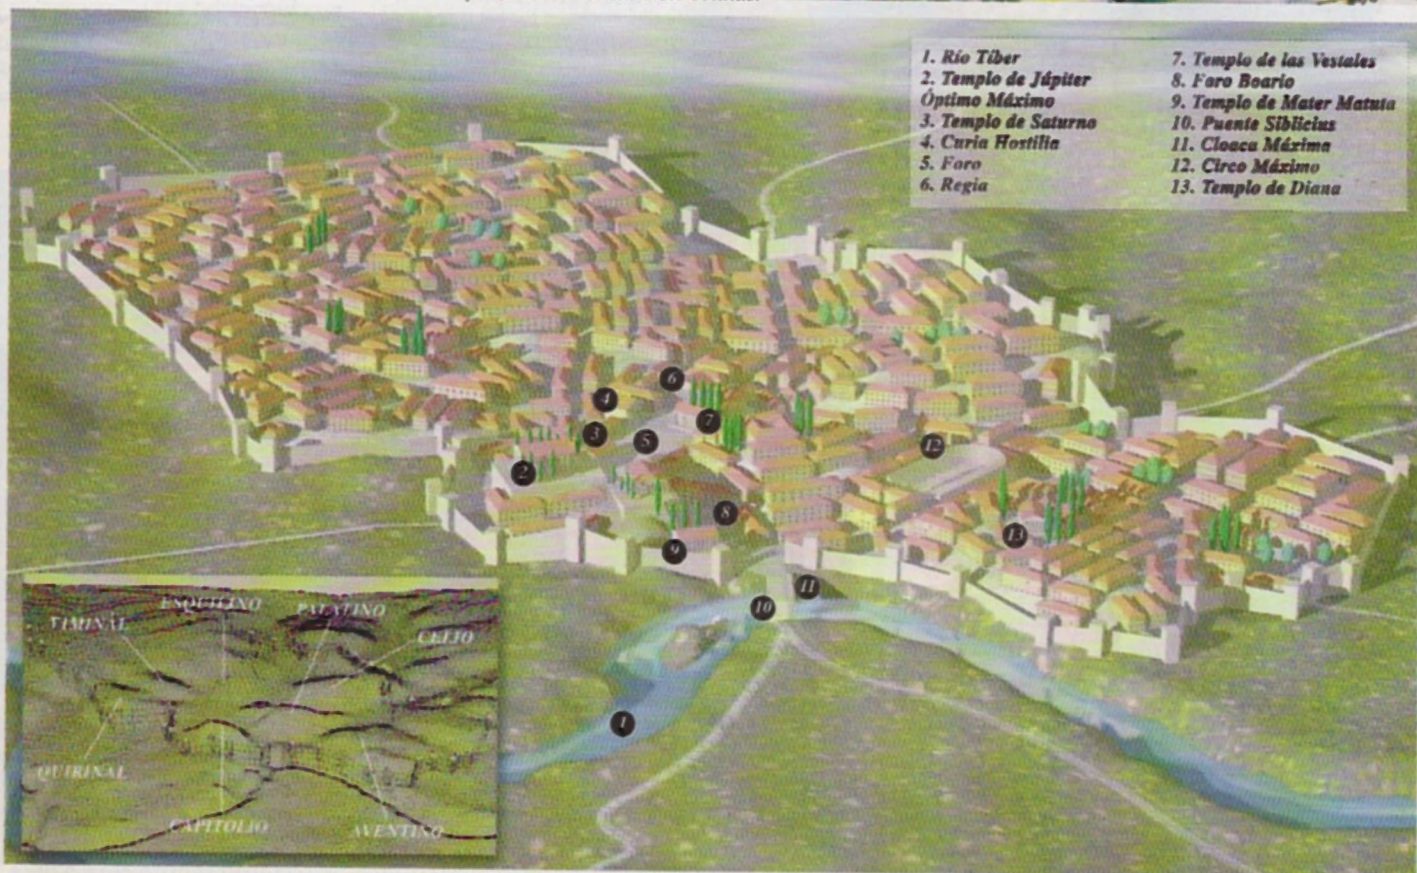 1. Río Tíber
2. Templo de Júpiter
Óptimo Máximo
3. Templo de Saturno
4. Curia Hostilia
5. Foro
6. Regia
7. Templo de las Vestales
8. Foro Boario
9. Templo de Mater Matuta
10. Puente Siblicius
11. Cloaca Máxima
12. Circo Máximo
13. Templo de Diana
6
4
7
3
5
12
2
8
13
9
11
10
1
ESQUILINO
PALATINO
VIMINAL
CELIO
QUIRINAL
CAPITOLIO
AVENTINO